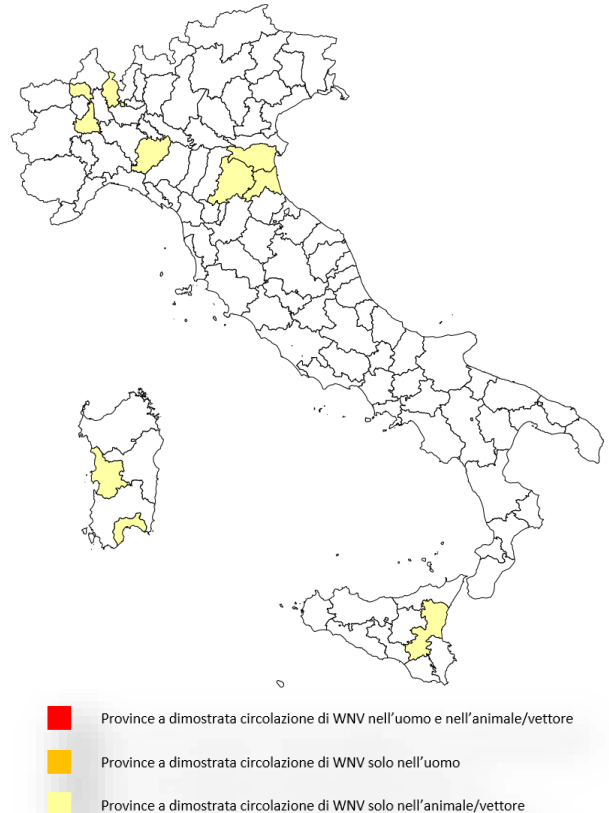 Province a dimostrata circolazione di WNV nell'uomo e nell'animale/vettore
Province a dimostrata circolazione di WNV solo nell'uomo
Province a dimostrata circolazione di WNV solo nell'animale/vettore